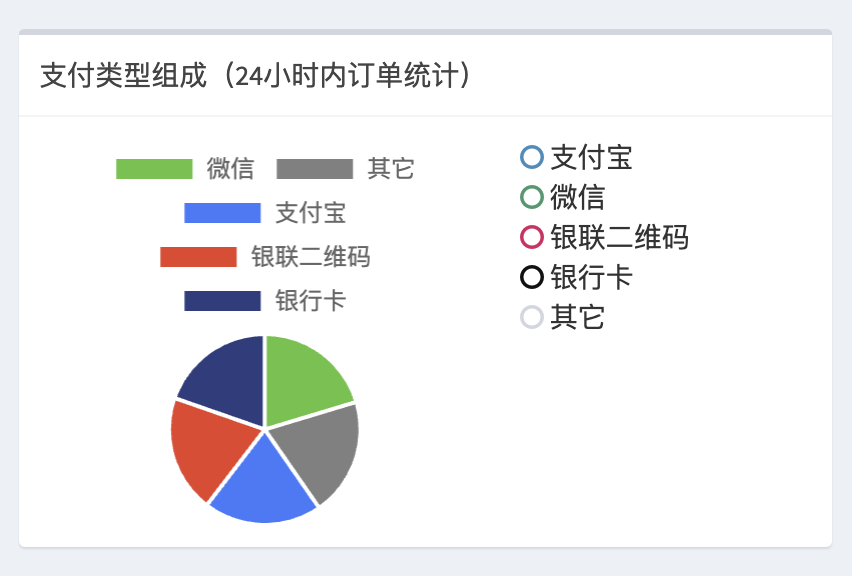 支付类型组成（24小时内订单统计）
微信 其它
支付宝
银联二维码
银行卡
支付宝
微信
银联二维码
银行卡
其它